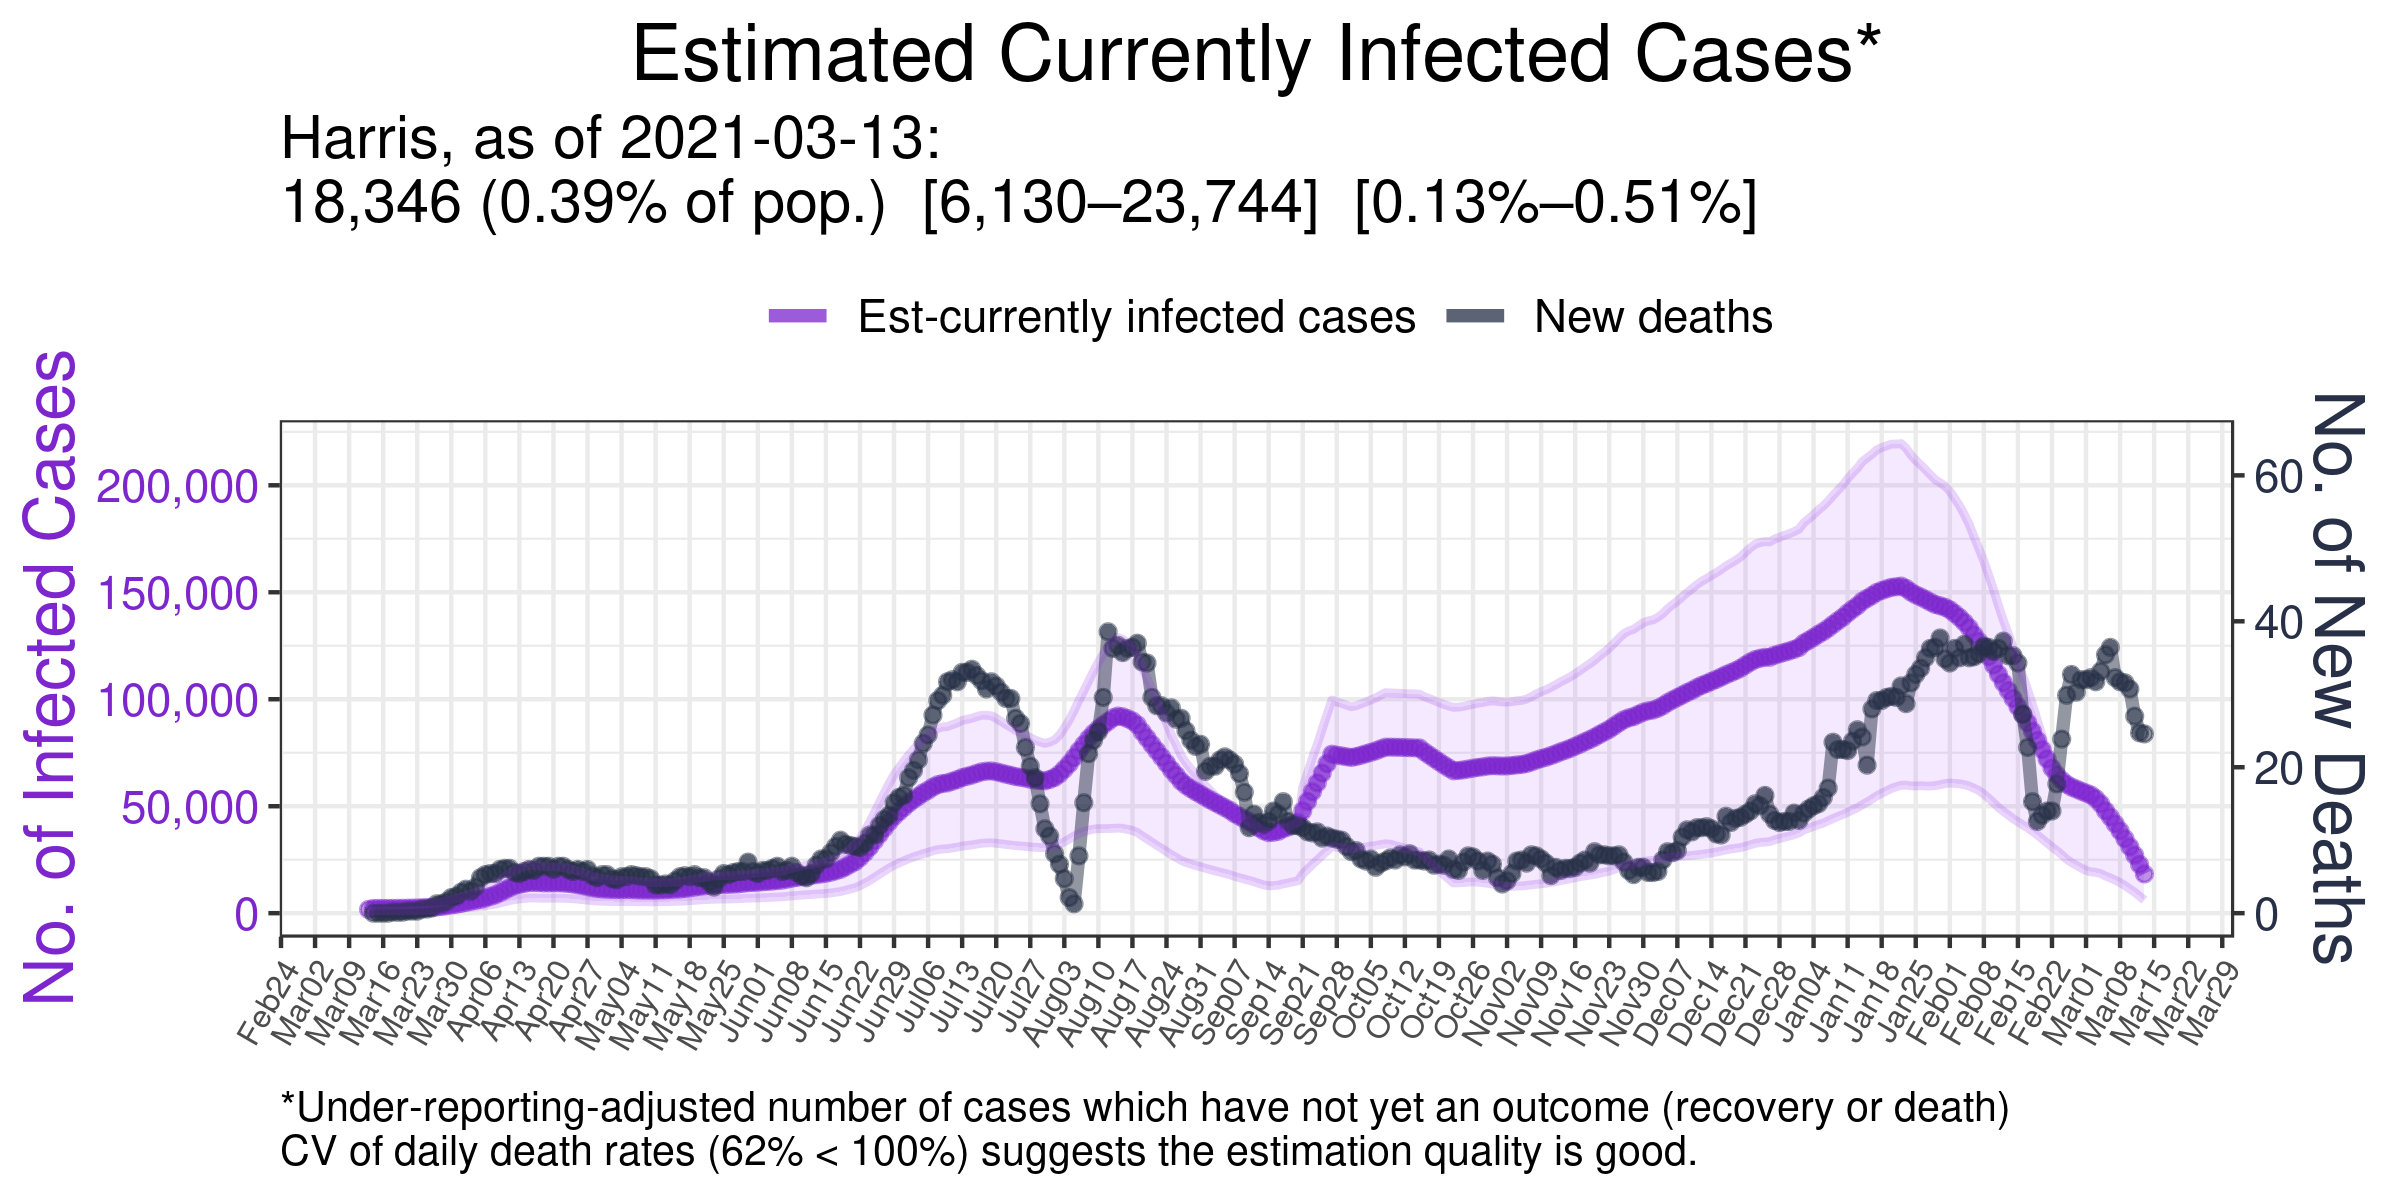 Estimated Currently Infected Cases*
Harris, as of 2021-03-13:
18,346 (0.39% of pop.)  [6,130–23,744]  [0.13%–0.51%]
Est-currently infected cases
New deaths
No. of Infected Cases
200,000
150,000
100,000
50,000
0
60
40
20
0
No. of New Deaths
Feb24
Mar02
Mar09
Mar16
Mar23
Mar30
Apr06
Apr13
Apr20
Apr27
May04
May11
May18
May25
Jun01
Jun08
Jun15
Jun22
Jun29
Jul06
Jul13
Jul20
Jul27
Aug03
Aug10
Aug17
Aug24
Aug31
Sep07
Sep14
Sep21
Sep28
Oct05
Oct12
Oct19
Oct26
Nov02
Nov09
Nov16
Nov23
Nov30
Dec07
Dec14
Dec21
Dec28
Jan04
Jan11
Jan18
Jan25
Feb01
Feb08
Feb15
Feb22
Mar01
Mar08
Mar15
Mar22
Mar29
*Under-reporting-adjusted number of cases which have not yet an outcome (recovery or death)
CV of daily death rates (62% < 100%) suggests the estimation quality is good.